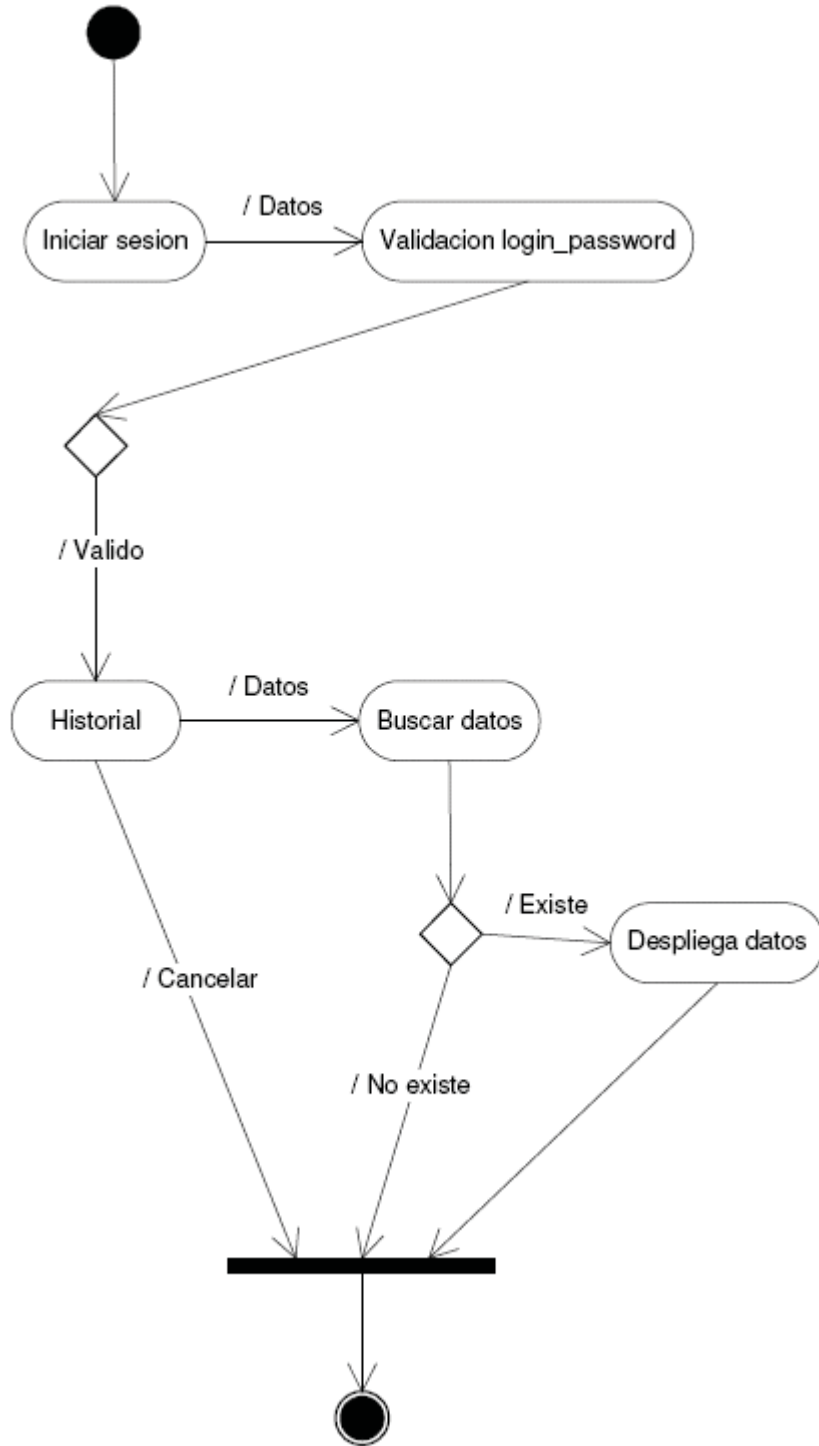 / Datos
Iniciar sesion
Validacion login_password
/ Valido
/ Datos
Historial
Buscar datos
/ Existe
Despliega datos
/ Cancelar
/ No existe